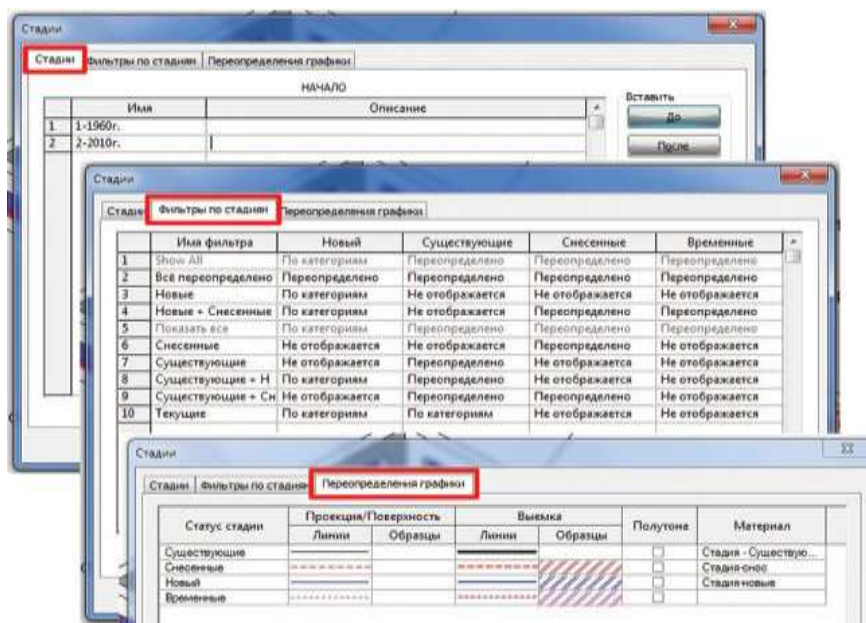 Стадии
Стадии Фильтры по стадиям Переопределения графики
НАЧАЛО
Имя Описание
1 1-1960г.
2 2-2010г.
Вставить
До
После
Стадии
Стадии Фильтры по стадиям Переопределения графики
Имя фильтра Новый Существующие Снесенные Временные
1 Show All По категориям Переопределено Переопределено Переопределено
2 Всё переопределено Переопределено Переопределено Переопределено Переопределено
3 Новые По категориям Не отображается Не отображается Не отображается
4 Новые + Снесенные По категориям Не отображается Переопределено Переопределено
5 Показать все По категориям Переопределено Переопределено Переопределено
6 Снесенные Не отображается Не отображается Переопределено Не отображается
7 Существующие Не отображается Переопределено Не отображается Не отображается
8 Существующие + Н По категориям Переопределено Не отображается Не отображается
9 Существующие + Сн Не отображается Переопределено Переопределено Не отображается
10 Текущие По категориям По категориям Не отображается Не отображается
Стадии
Стадии Фильтры по стадиям Переопределения графики
Статус стадии Проекция/Поверхность Выемка Полутона Материал
Линии Образцы Линии Образцы
Существующие Стадия - Существую...
Снесенные Стадия-снос
Новый Стадия-новые
Временные